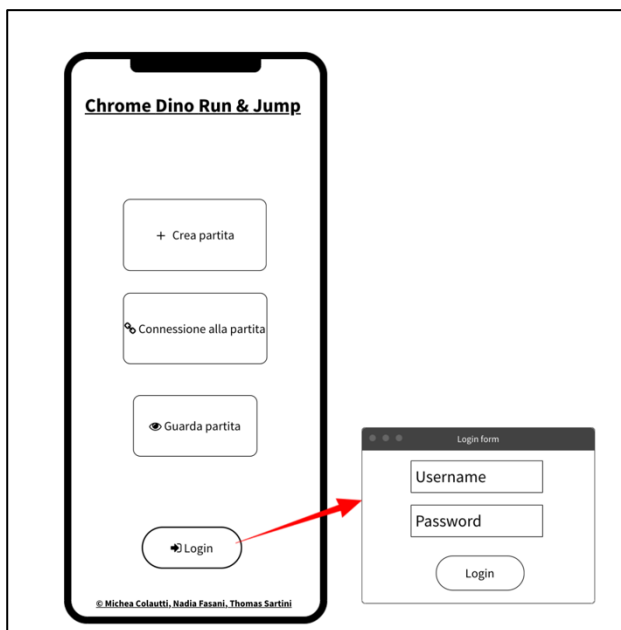 Chrome Dino Run & Jump
+ Crea partita
Connessione alla partita
Guarda partita
Login
© Michea Colautti, Nadia Fasani, Thomas Sartini
Login form
Username
Password
Login